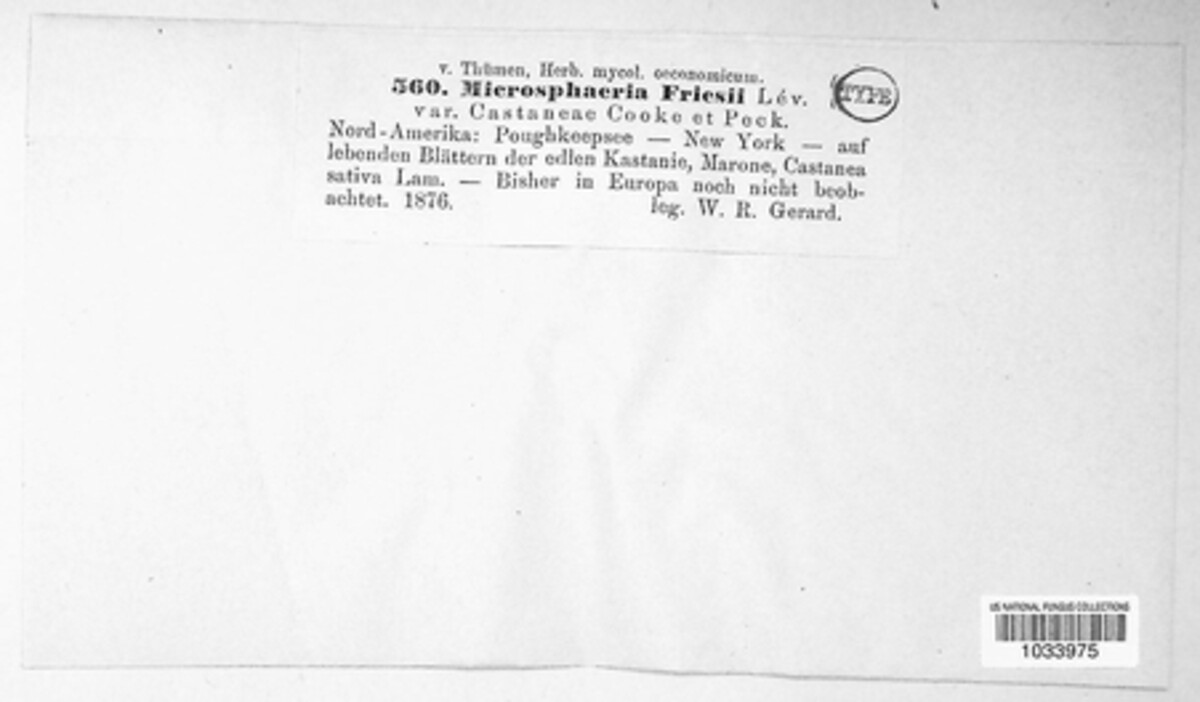 v. Thümen, Herb. mycol. oeconomicum.
560. Microsphaeria Friesii Lév.
TYPE
var. Castaneae Cooke et Peck.
Nord-Amerika: Poughkeepsee — New York — auf
lebenden Blättern der edlen Kastanie, Marone, Castanea
sativa Lam. — Bisher in Europa noch nicht beob-
achtet. 1876. leg. W. R. Gerard.
US NATIONAL FUNGUS COLLECTIONS
1033975